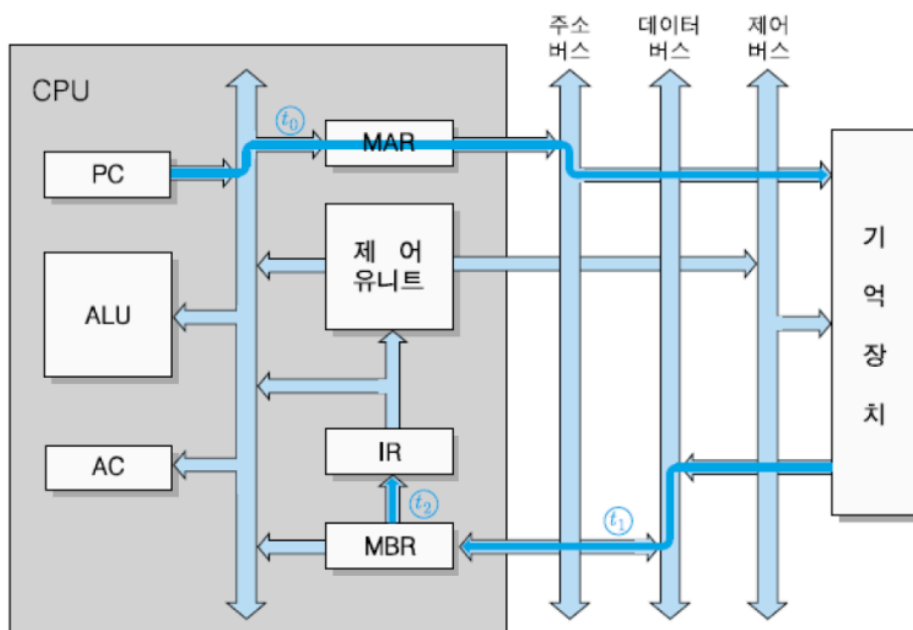 주소
버스
데이터
버스
제어
버스
CPU
t0
MAR
PC
제 어
유니트
기
억
장
치
ALU
IR
AC
t2
t1
MBR